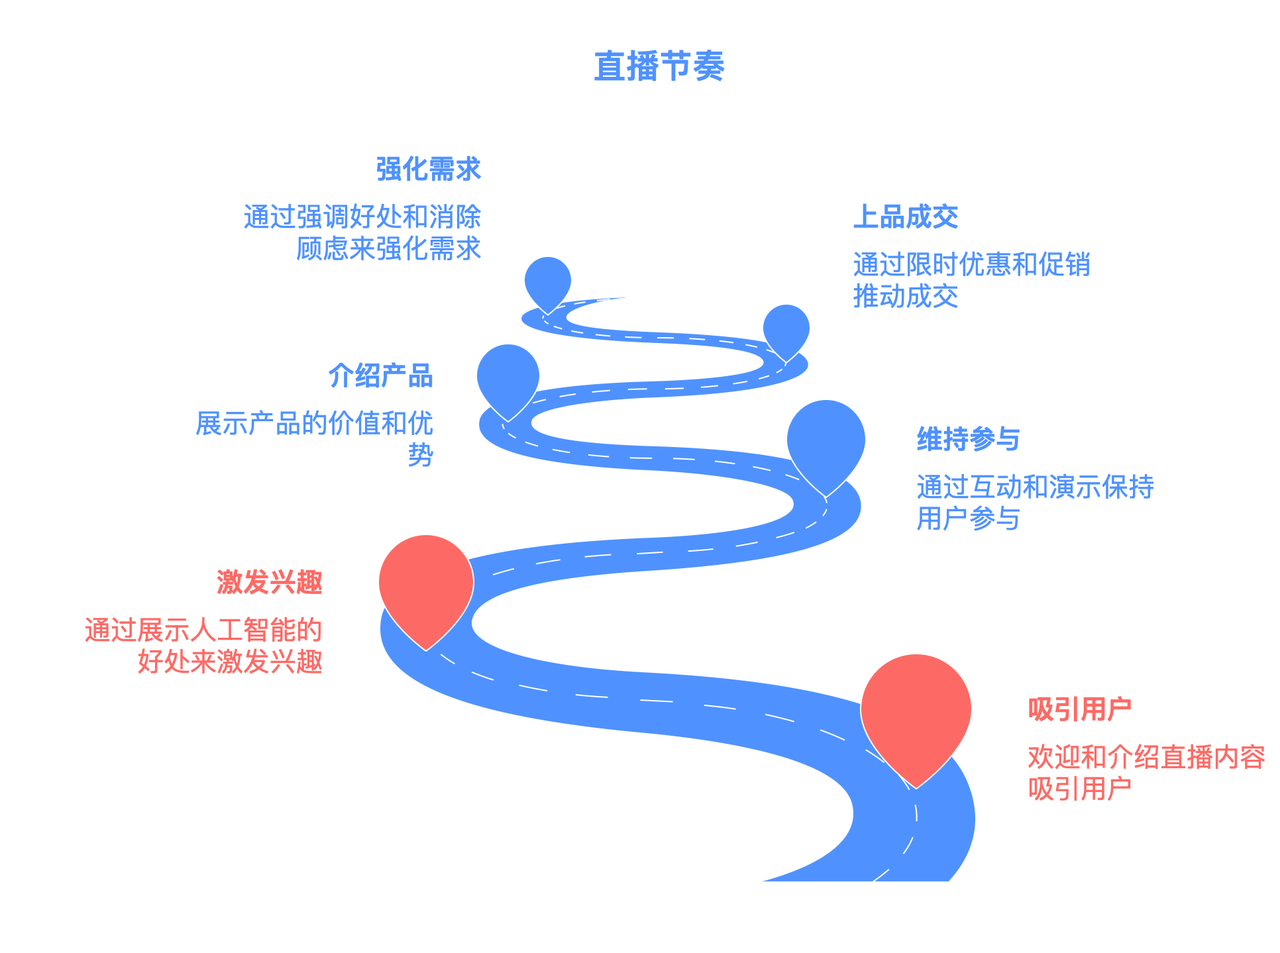 直播节奏
强化需求
通过强调好处和消除
顾虑来强化需求
上品成交
通过限时优惠和促销
推动成交
介绍产品
展示产品的价值和优
势
维持参与
通过互动和演示保持
用户参与
激发兴趣
通过展示人工智能的
好处来激发兴趣
吸引用户
欢迎和介绍直播内容
吸引用户